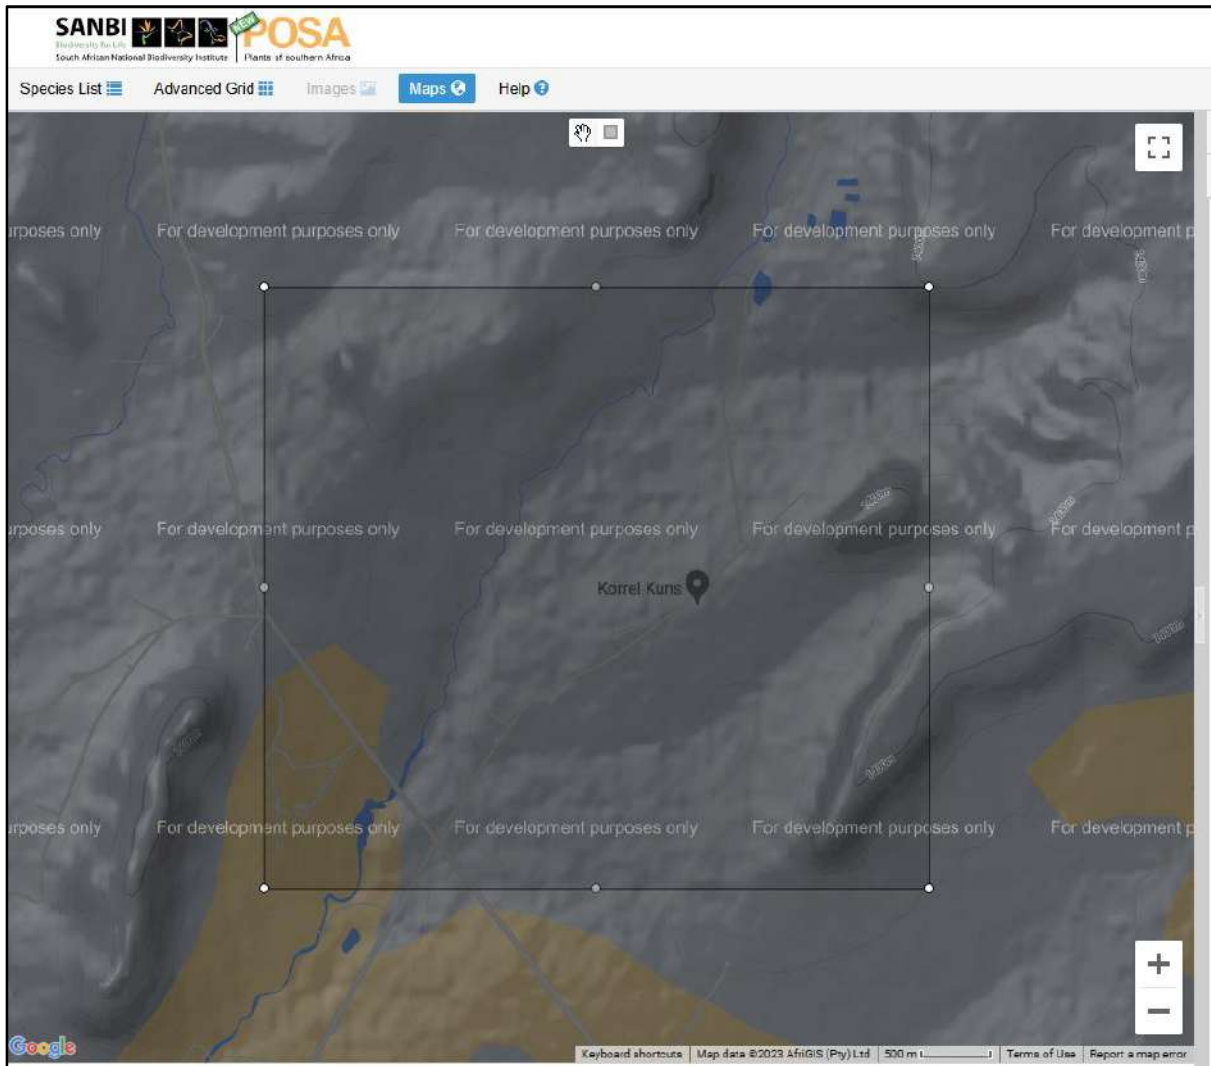 SANBI
NEW
POSA
Biodiversity for Life
South African National Biodiversity Institute
Plants of southern Africa
Species List
Advanced Grid
Images
Maps
Help ?
urposes only For development purposes only For development purposes only For development purposes only For development p
urposes only For development purposes only For development purposes only For development purposes only For development p
Korrel Kuns
urposes only For development purposes only For development purposes only For development purposes only For development p
+
−
Google
Keyboard shortcuts Map data ©2023 AfriGIS (Pty) Ltd 500 m Terms of Use Report a map error